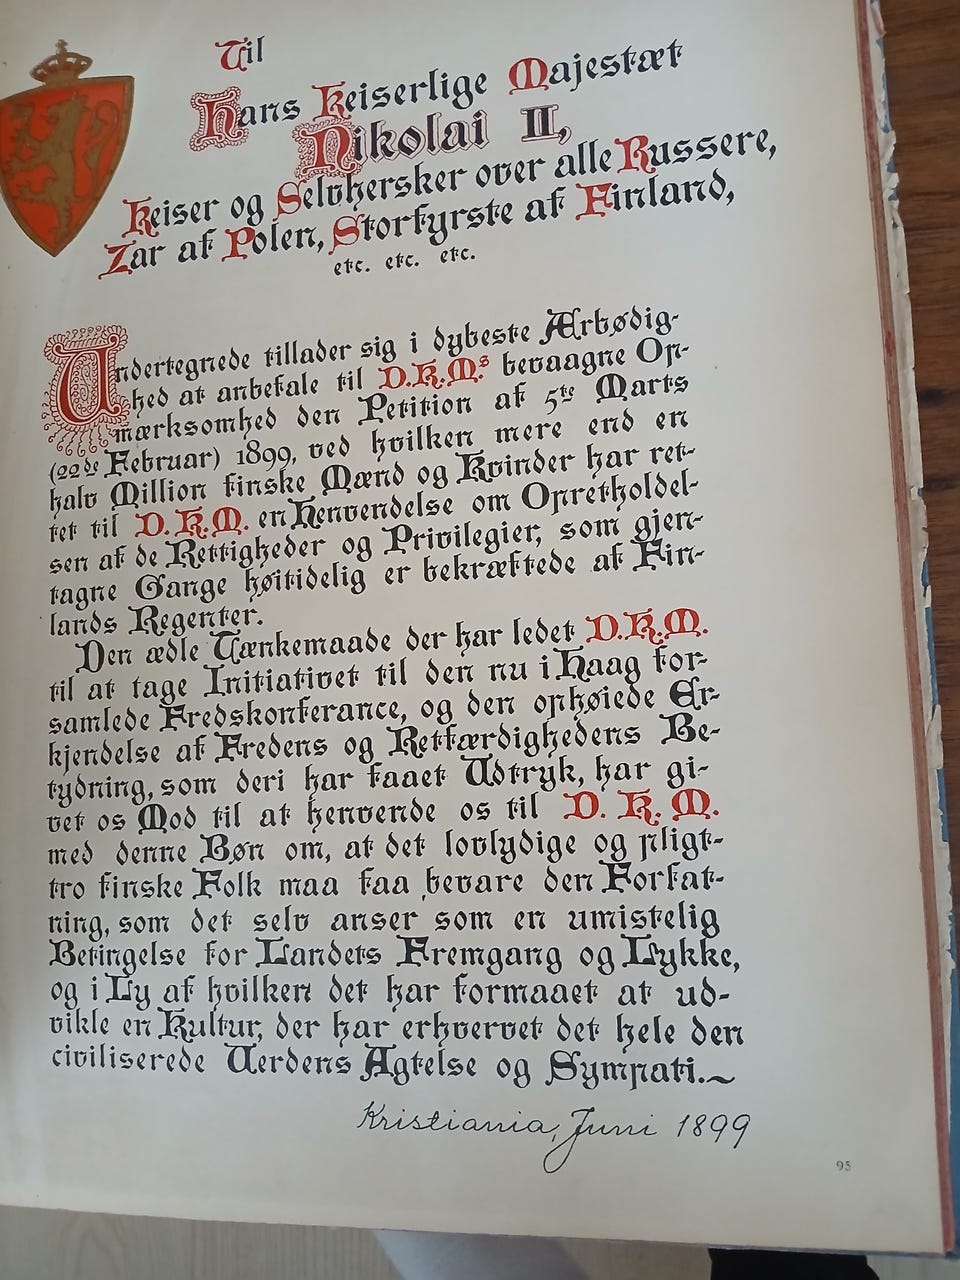 Til
Hans Keiserlige Majestæt
Nikolai II,
Keiser og Selvhersker over alle Russere,
Zar af Polen, Storfyrste af Finland,
etc. etc. etc.
Undertegnede tillader sig i dybeste Ærbødig-
hed at anbefale til D.K.M.s bevaagne Op-
mærksomhed den Petition af 5te Marts
(22de Februar) 1899, ved hvilken mere end en
halv Million finske Mænd og Kvinder har ret-
tet til D.K.M. en Henvendelse om Opretholdel-
sen af de Rettigheder og Privilegier, som gjen-
tagne Gange høitidelig er bekræftede af Fin-
lands Regenter.
Den ædle Tænkemaade der har ledet D.K.M.
til at tage Initiativet til den nu i Haag for-
samlede Fredskonferance, og den ophøiede Er-
kjendelse af Fredens og Retfærdighedens Be-
tydning, som deri har faaet Udtryk, har gi-
vet os Mod til at henvende os til D. K. M.
med denne Bøn om, at det lovlydige og pligt-
tro finske Folk maa faa bevare den Forfat-
ning, som det selv anser som en umistelig
Betingelse for Landets Fremgang og Lykke,
og i Ly af hvilken det har formaaet at ud-
vikle en Kultur, der har erhvervet det hele den
civiliserede Verdens Agtelse og Sympati.~
Kristiania, Juni 1899
95